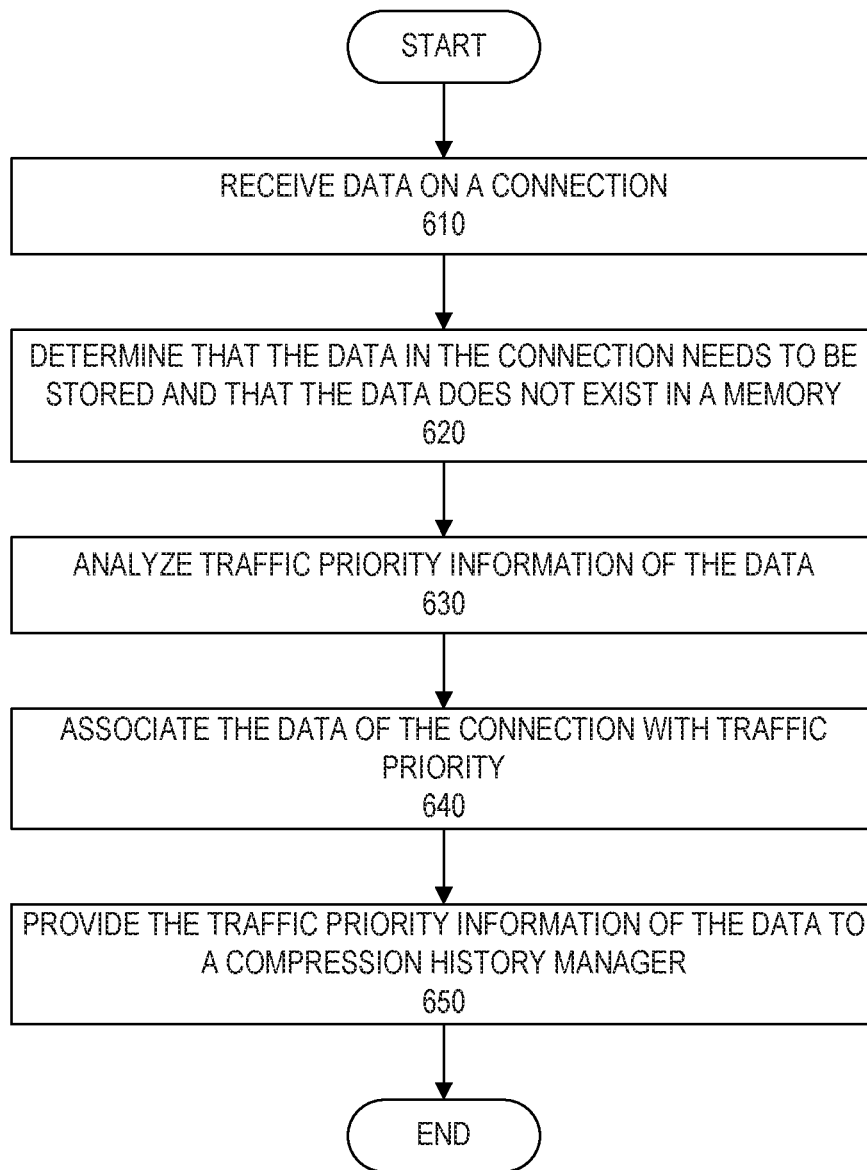 START
RECEIVE DATA ON A CONNECTION
610
DETERMINE THAT THE DATA IN THE CONNECTION NEEDS TO BE
STORED AND THAT THE DATA DOES NOT EXIST IN A MEMORY
620
ANALYZE TRAFFIC PRIORITY INFORMATION OF THE DATA
630
ASSOCIATE THE DATA OF THE CONNECTION WITH TRAFFIC
PRIORITY
640
PROVIDE THE TRAFFIC PRIORITY INFORMATION OF THE DATA TO
A COMPRESSION HISTORY MANAGER
650
END